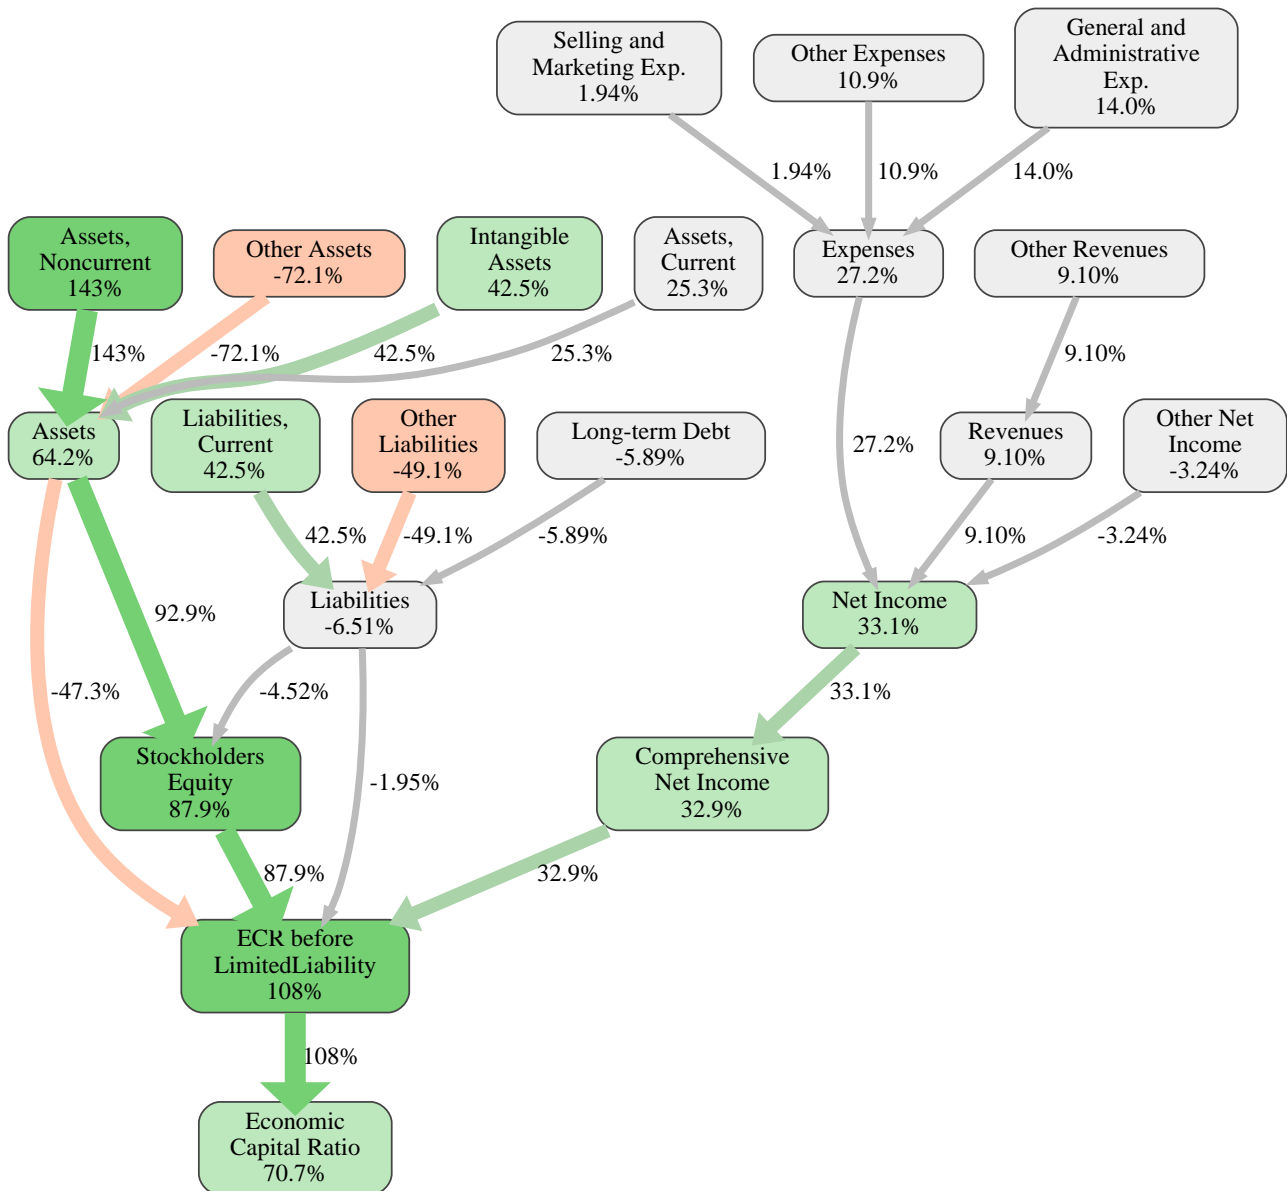 Selling and
Marketing Exp.
1.94%
Other Expenses
10.9%
General and
Administrative
Exp.
14.0%
1.94%
10.9%
14.0%
Assets,
Noncurrent
143%
Other Assets
-72.1%
Intangible
Assets
42.5%
Assets,
Current
25.3%
Expenses
27.2%
Other Revenues
9.10%
143%
-72.1%
42.5%
25.3%
9.10%
Assets
64.2%
Liabilities,
Current
42.5%
Other
Liabilities
-49.1%
Long-term Debt
-5.89%
27.2%
Revenues
9.10%
Other Net
Income
-3.24%
42.5%
-49.1%
-5.89%
9.10%
-3.24%
92.9%
Liabilities
-6.51%
Net Income
33.1%
-47.3%
-4.52%
33.1%
Stockholders
Equity
87.9%
-1.95%
Comprehensive
Net Income
32.9%
87.9%
32.9%
ECR before
LimitedLiability
108%
108%
Economic
Capital Ratio
70.7%